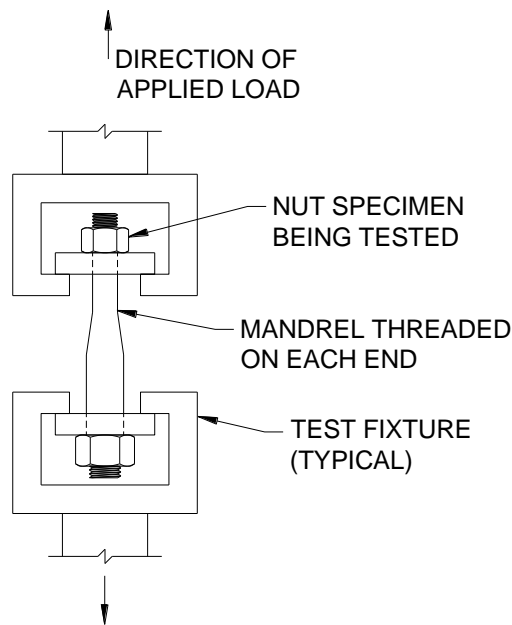 DIRECTION OF
APPLIED LOAD
NUT SPECIMEN
BEING TESTED
MANDREL THREADED
ON EACH END
TEST FIXTURE
(TYPICAL)